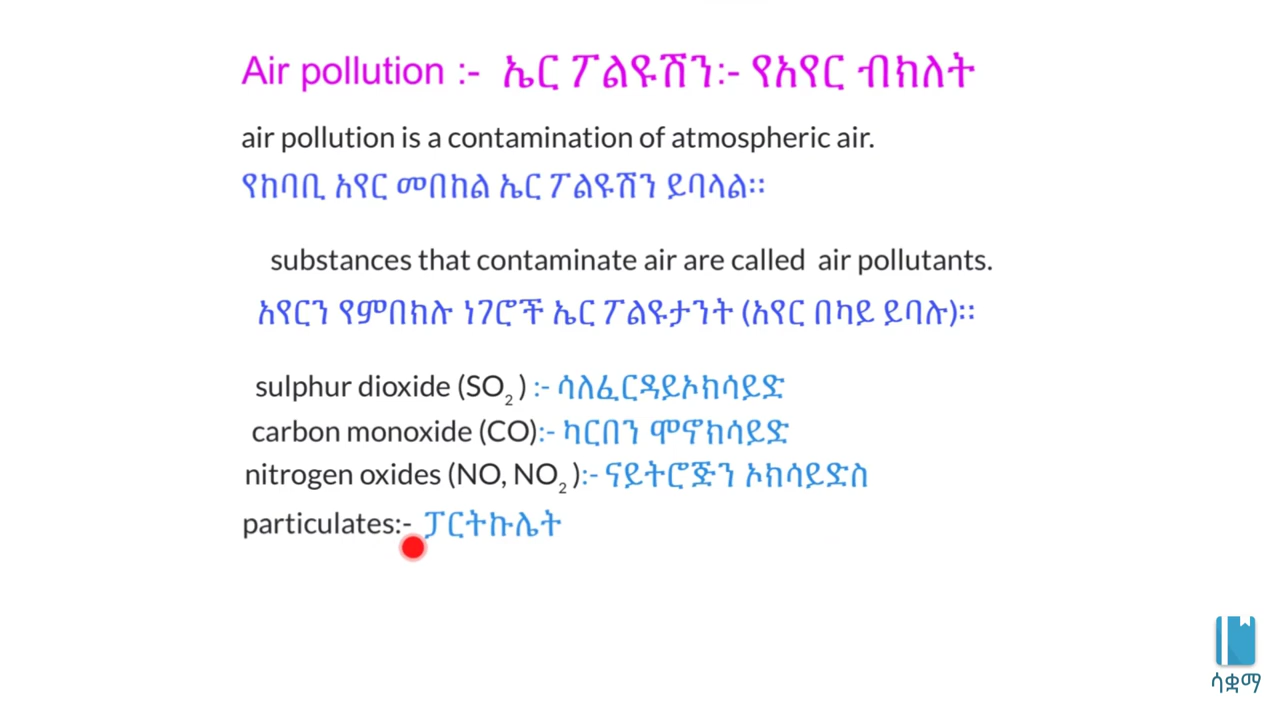 Air pollution :- ኤር ፖልዩሽን:- የአየር ብክለት
air pollution is a contamination of atmospheric air.
የከባቢ አየር መበከል ኤር ፖልዩሽን ይባላል፡፡
substances that contaminate air are called air pollutants.
አየርን የምበክሉ ነገሮች ኤር ፖልዩታንት (አየር በካይ ይባሉ)፡፡
sulphur dioxide (SO₂ ) :- ሳለፈርዳይኦክሳይድ
carbon monoxide (CO):- ካርበን ሞኖክሳይድ
nitrogen oxides (NO, NO₂ ):- ናይትሮጅን ኦክሳይድስ
particulates:- ፓርትኩሌት
ሳቋማ